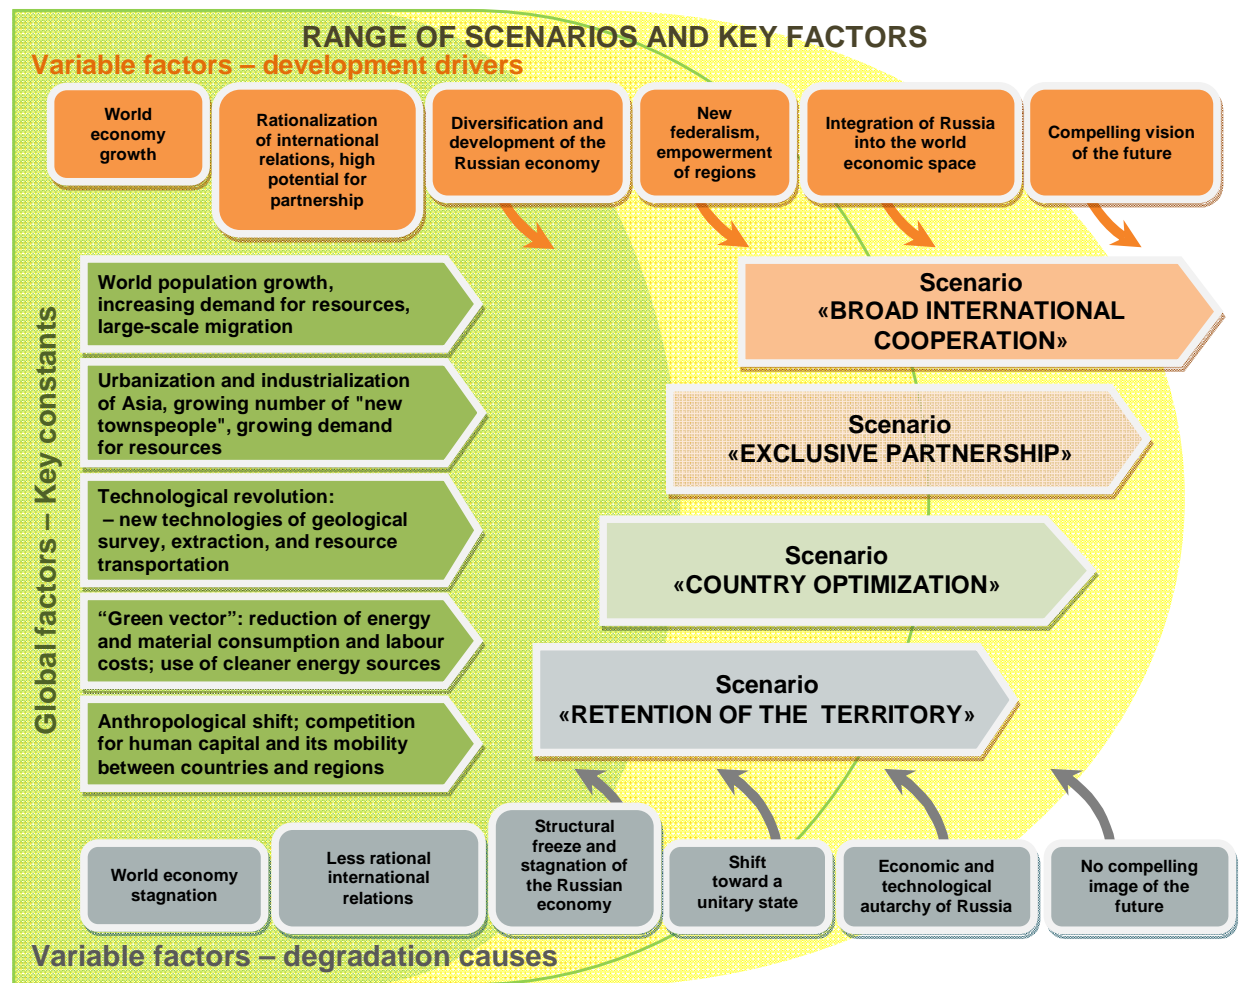 RANGE OF SCENARIOS AND KEY FACTORS
Variable factors – development drivers
World
economy
growth
Rationalization
of international
relations, high
potential for
partnership
Diversification and
development of the
Russian economy
New
federalism,
empowerment
of regions
Integration of Russia
into the world
economic space
Compelling vision
of the future
Global factors – Key constants
World population growth,
increasing demand for resources,
large-scale migration
Urbanization and industrialization
of Asia, growing number of "new
townspeople", growing demand
for resources
Technological revolution:
– new technologies of geological
survey, extraction, and resource
transportation
“Green vector”: reduction of energy
and material consumption and labour
costs; use of cleaner energy sources
Anthropological shift; competition
for human capital and its mobility
between countries and regions
Scenario
«BROAD INTERNATIONAL
COOPERATION»
Scenario
«EXCLUSIVE PARTNERSHIP»
Scenario
«COUNTRY OPTIMIZATION»
Scenario
«RETENTION OF THE TERRITORY»
World economy
stagnation
Less rational
international
relations
Structural
freeze and
stagnation of
the Russian
economy
Shift
toward a
unitary state
Economic and
technological
autarchy of Russia
No compelling
image of the
future
Variable factors – degradation causes